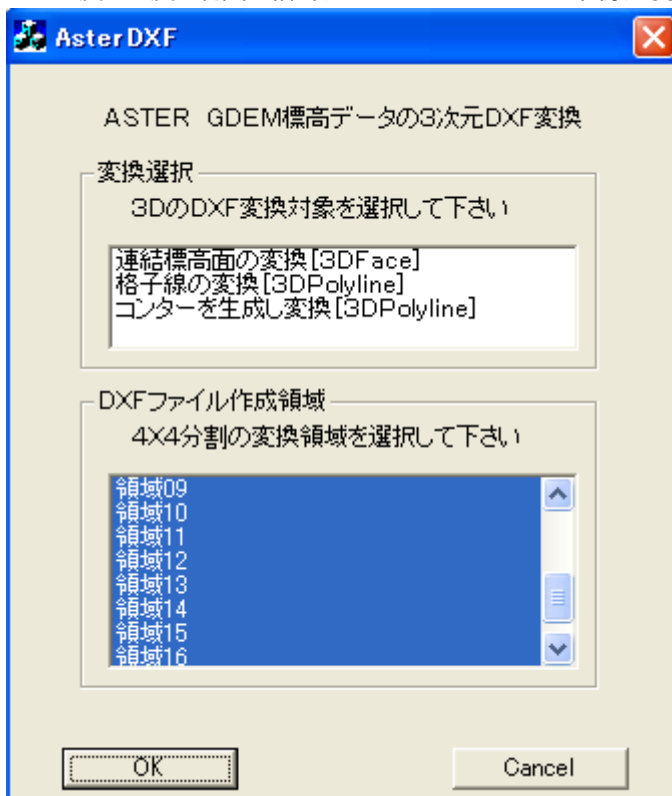 AsterDXF
ASTER GDEM標高データの3次元DXF変換
変換選択
3DのDXF変換対象を選択して下さい
連結標高面の変換[3DFace]
格子線の変換[3DPolyline]
コンターを生成し変換[3DPolyline]
DXFファイル作成領域
4X4分割の変換領域を選択して下さい
領域09
領域10
領域11
領域12
領域13
領域14
領域15
領域16
OK
Cancel